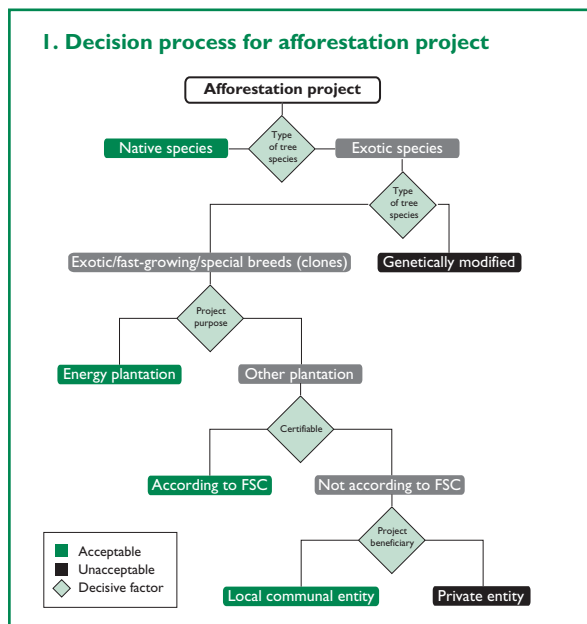 1. Decision process for afforestation project
Afforestation project
Type
of tree
species
Native species
Exotic species
Type
of tree
species
Exotic/fast-growing/special breeds (clones)
Genetically modified
Project
purpose
Energy plantation
Other plantation
Certifiable
According to FSC
Not according to FSC
Project
beneficiary
Acceptable
Unacceptable
Decisive factor
Local communal entity
Private entity